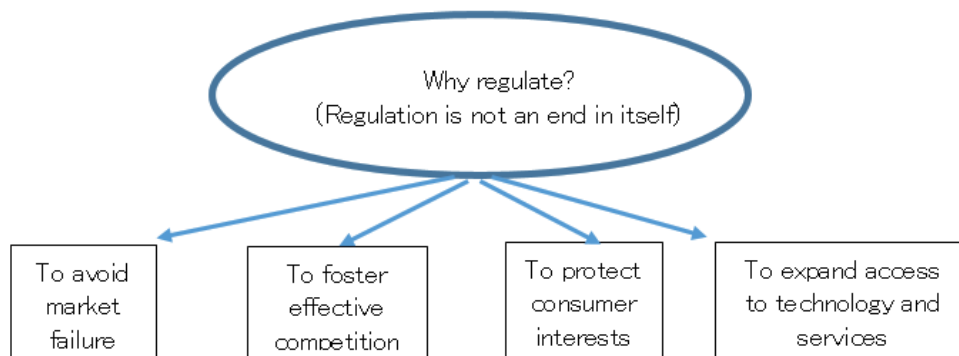 Why regulate?
(Regulation is not an end in itself)
To avoid
market
failure
To foster
effective
competition
To protect
consumer
interests
To expand access
to technology and
services